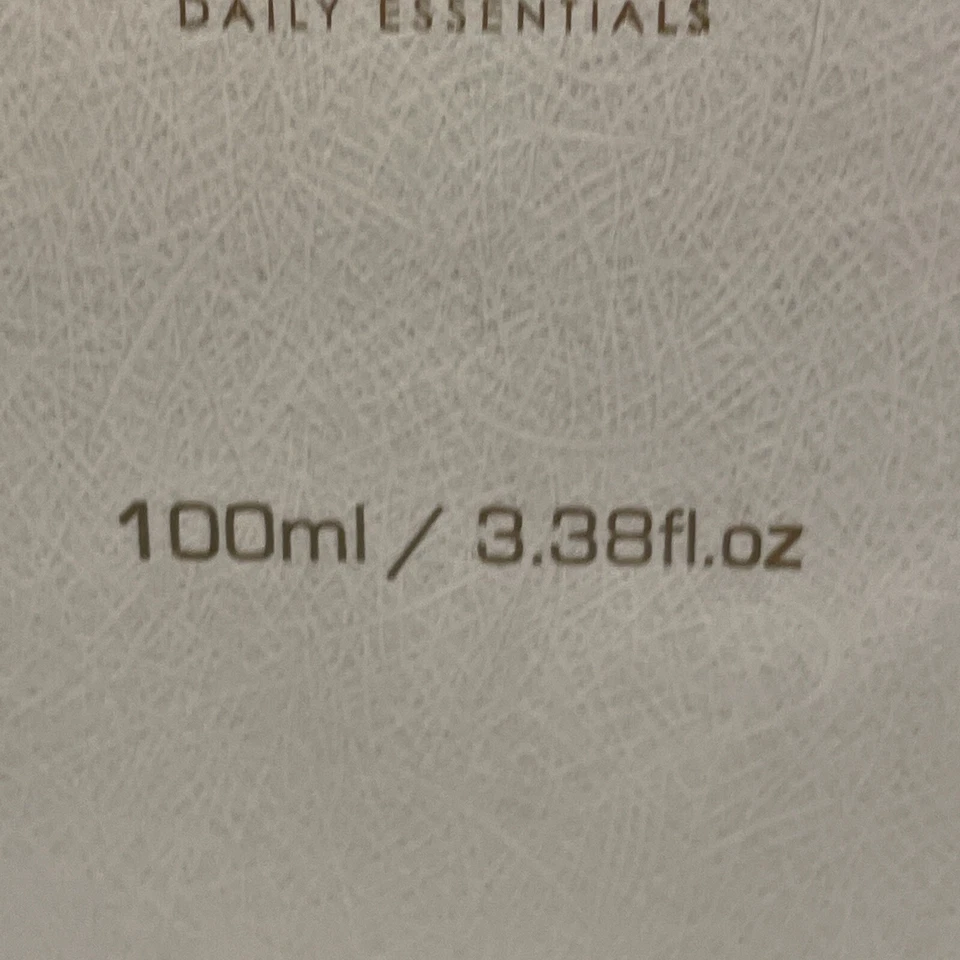 DAILY ESSENTIALS
100ml / 3.38fl.oz